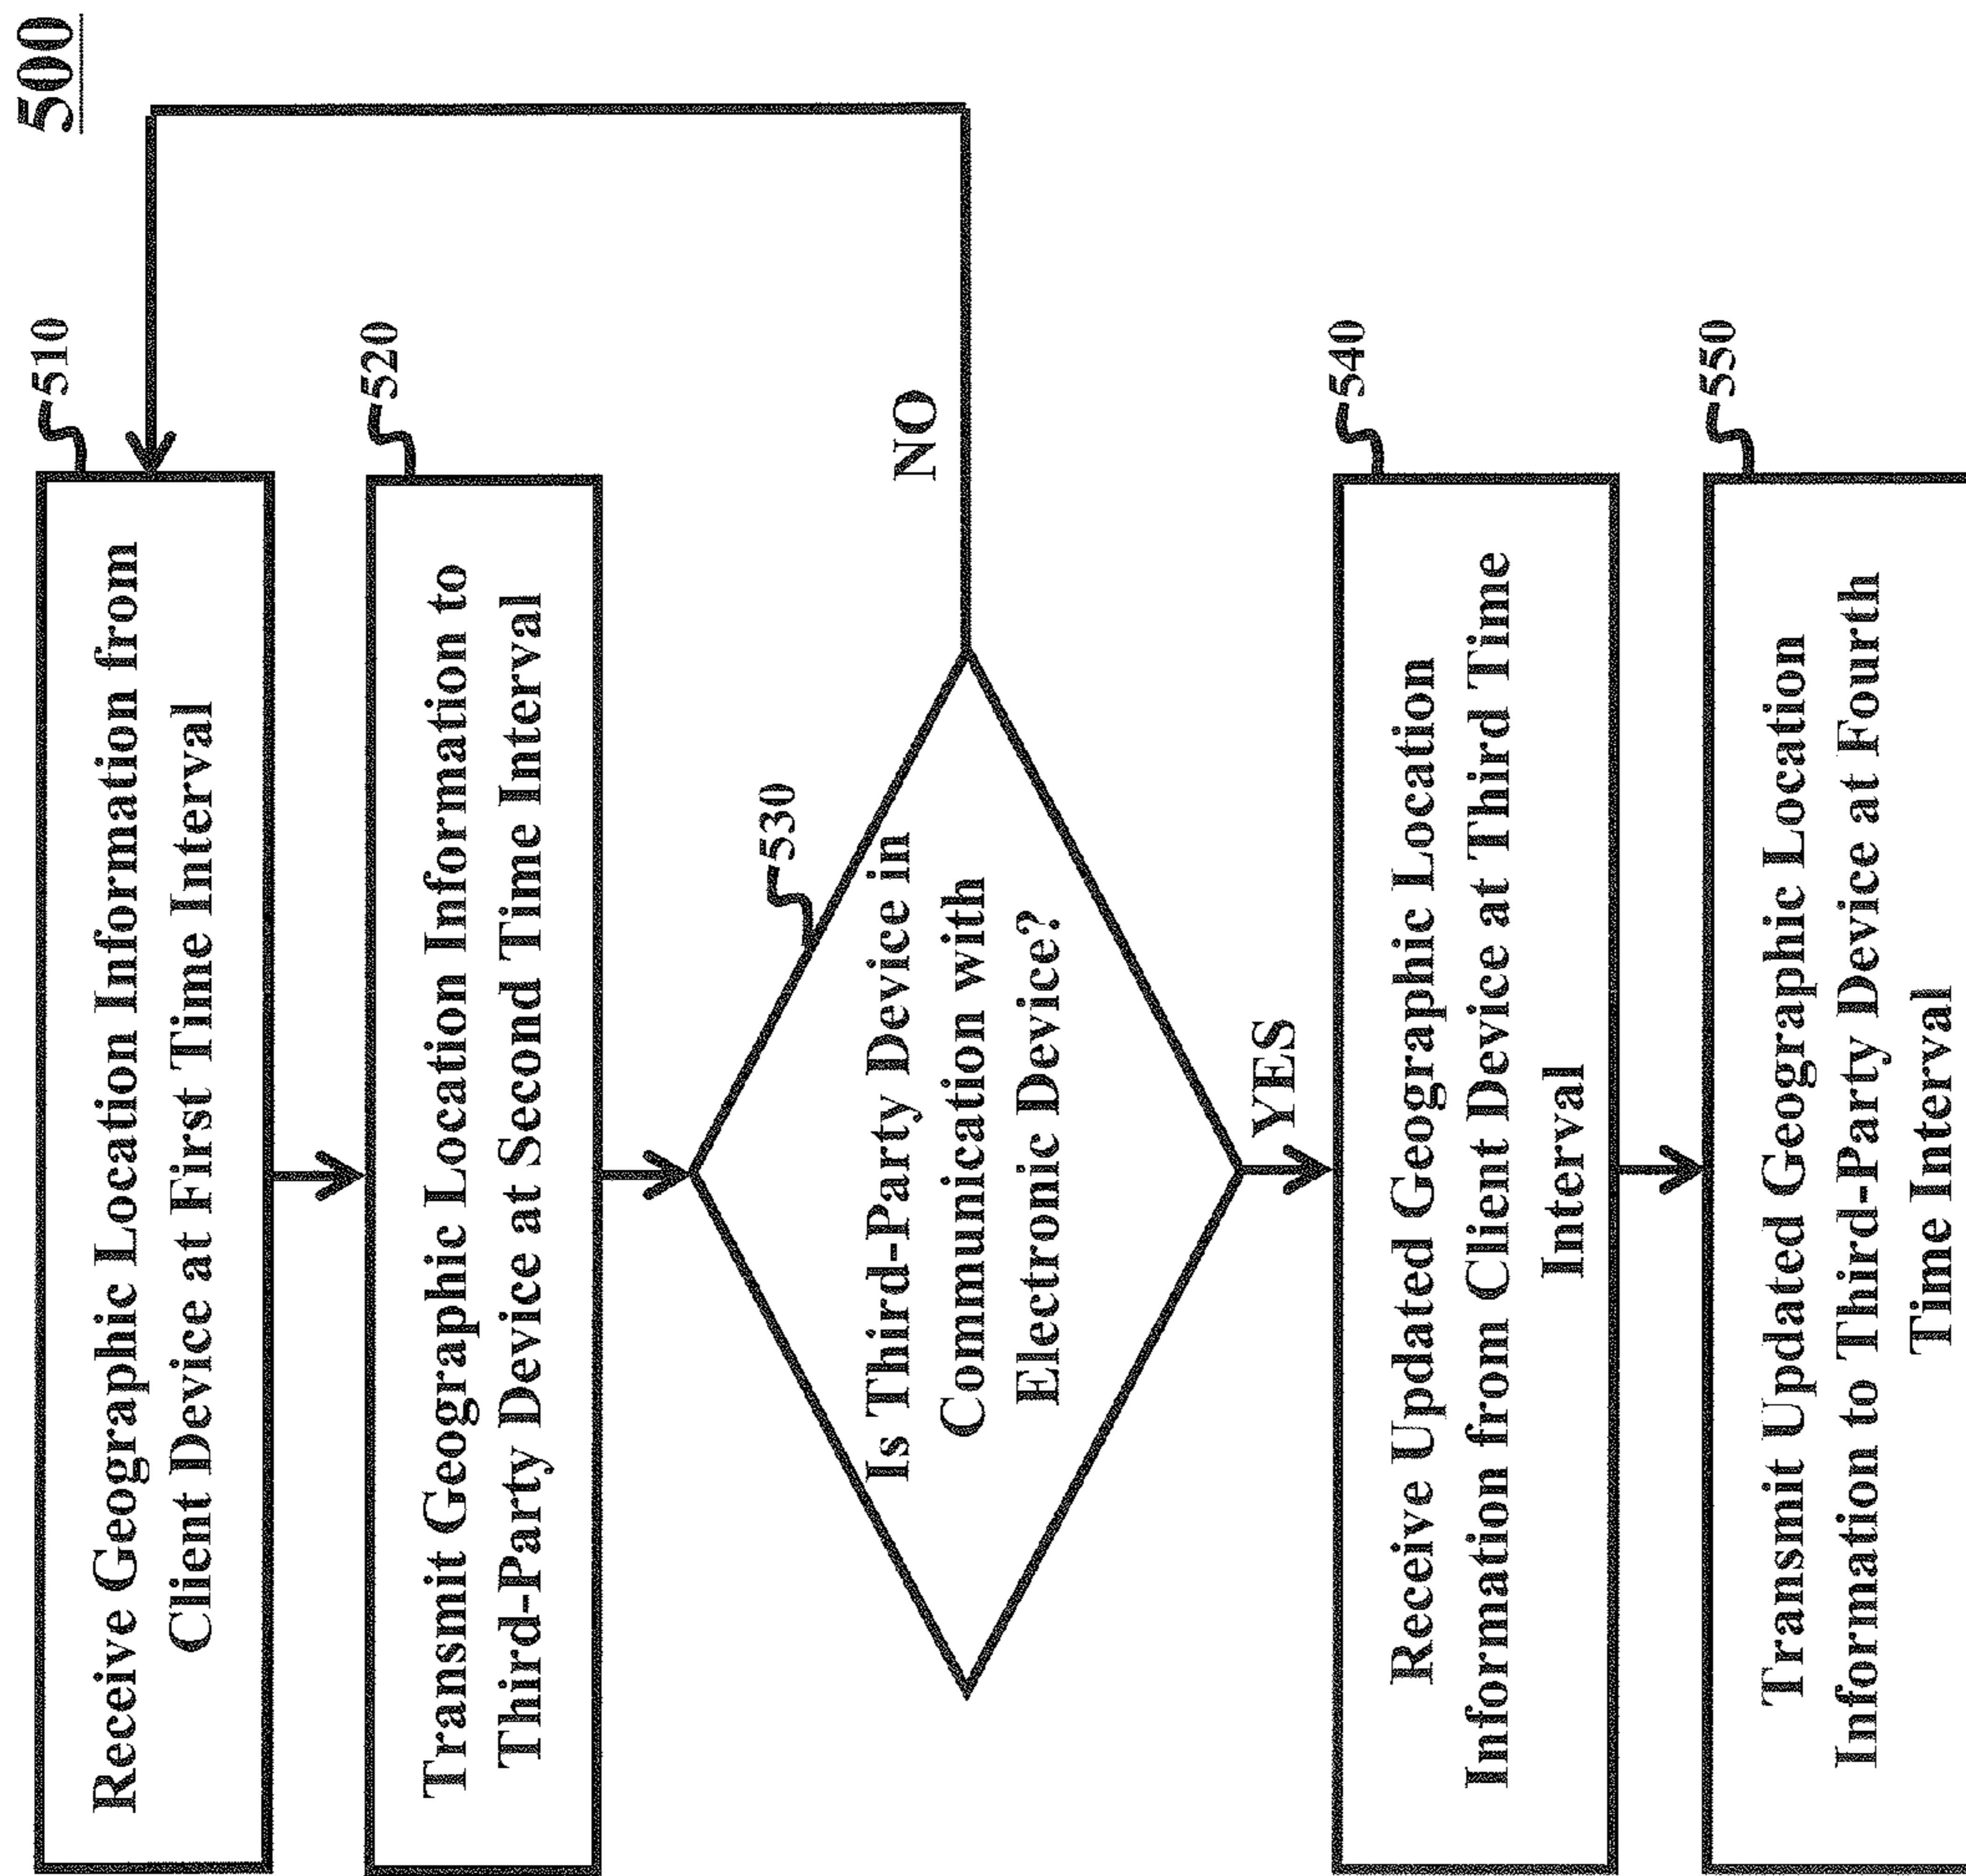 500
510
Receive Geographic Location Information from
Client Device at First Time Interval
520
Transmit Geographic Location Information to
Third-Party Device at Second Time Interval
530
Is Third-Party Device in
Communication with
Electronic Device?
NO
YES
540
Receive Updated Geographic Location
Information from Client Device at Third Time
Interval
550
Transmit Updated Geographic Location
Information to Third-Party Device at Fourth
Time Interval